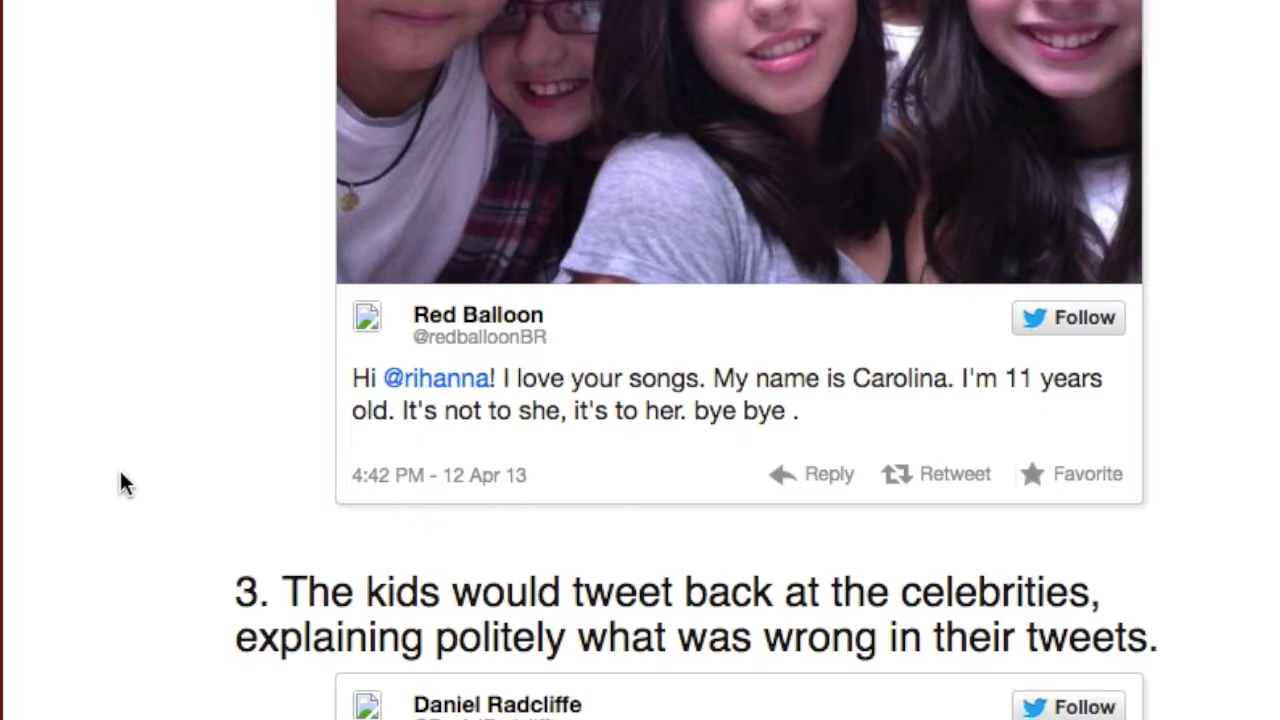 Red Balloon
Follow
@redballoonBR
Hi @rihanna! I love your songs. My name is Carolina. I'm 11 years
old. It's not to she, it's to her. bye bye .
4:42 PM - 12 Apr 13
Reply
Retweet
Favorite
3. The kids would tweet back at the celebrities,
explaining politely what was wrong in their tweets.
Daniel Radcliffe
Follow